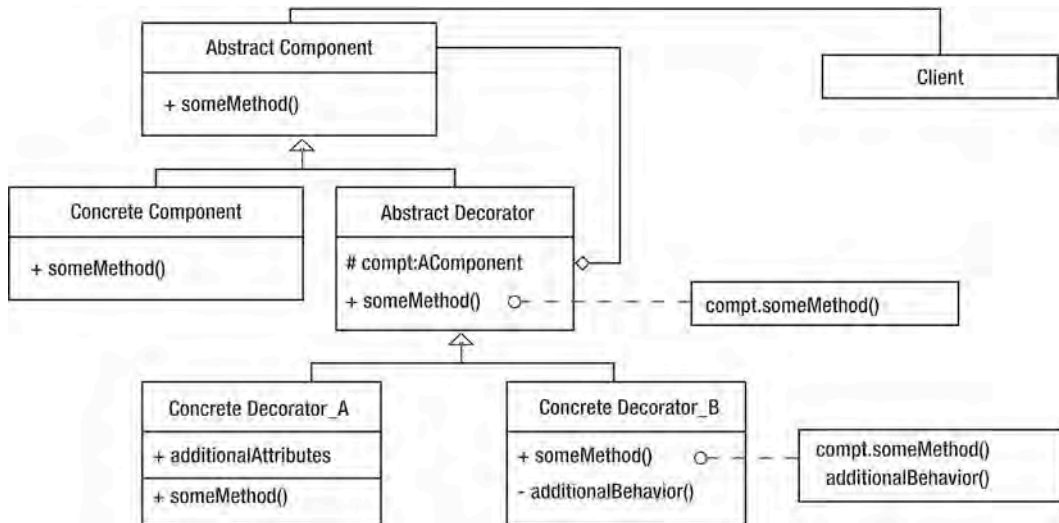 Abstract Component
+ someMethod()
Client
Concrete Component
+ someMethod()
Abstract Decorator
# compt:AComponent
+ someMethod()
compt.someMethod()
Concrete Decorator_A
+ additionalAttributes
+ someMethod()
Concrete Decorator_B
+ someMethod()
- additionalBehavior()
compt.someMethod()
additionalBehavior()